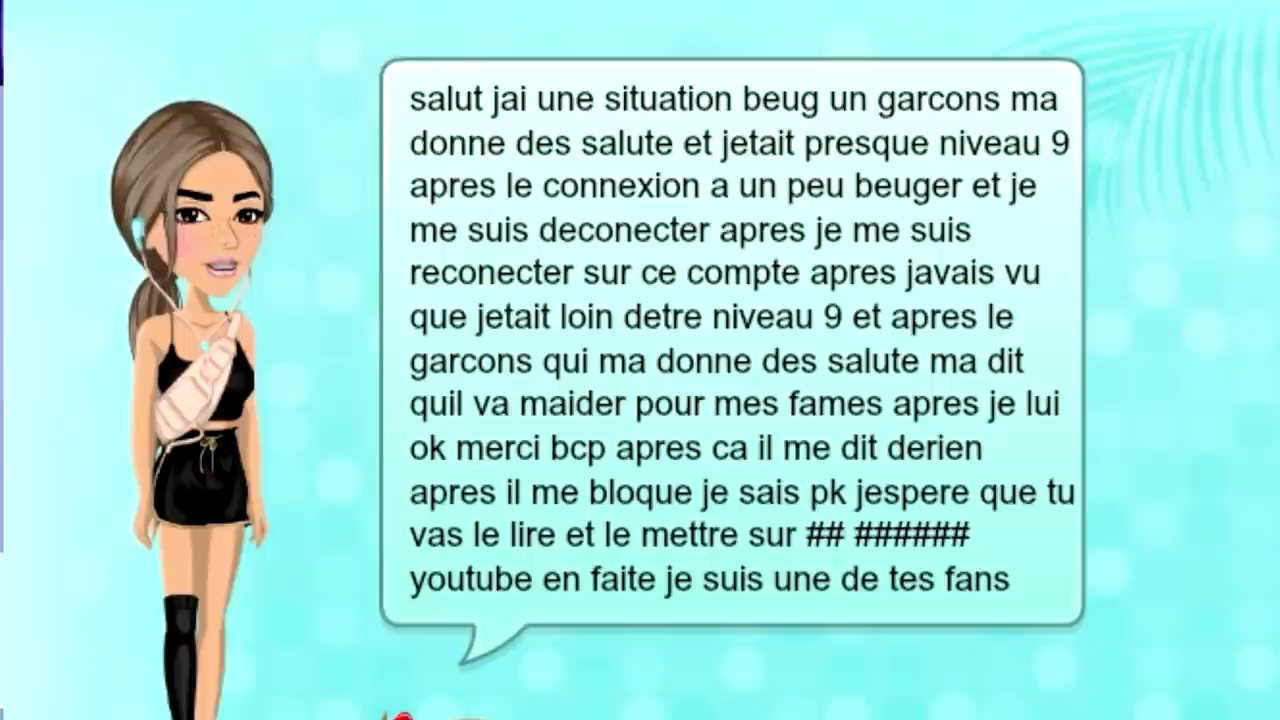 salut jai une situation beug un garcons ma
donne des salute et jetait presque niveau 9
apres le connexion a un peu beuger et je
me suis deconecter apres je me suis
reconecter sur ce compte apres javais vu
que jetait loin detre niveau 9 et apres le
garcons qui ma donne des salute ma dit
quil va maider pour mes fames apres je lui
ok merci bcp apres ca il me dit derien
apres il me bloque je sais pk jespere que tu
vas le lire et le mettre sur ## ######
youtube en faite je suis une de tes fans